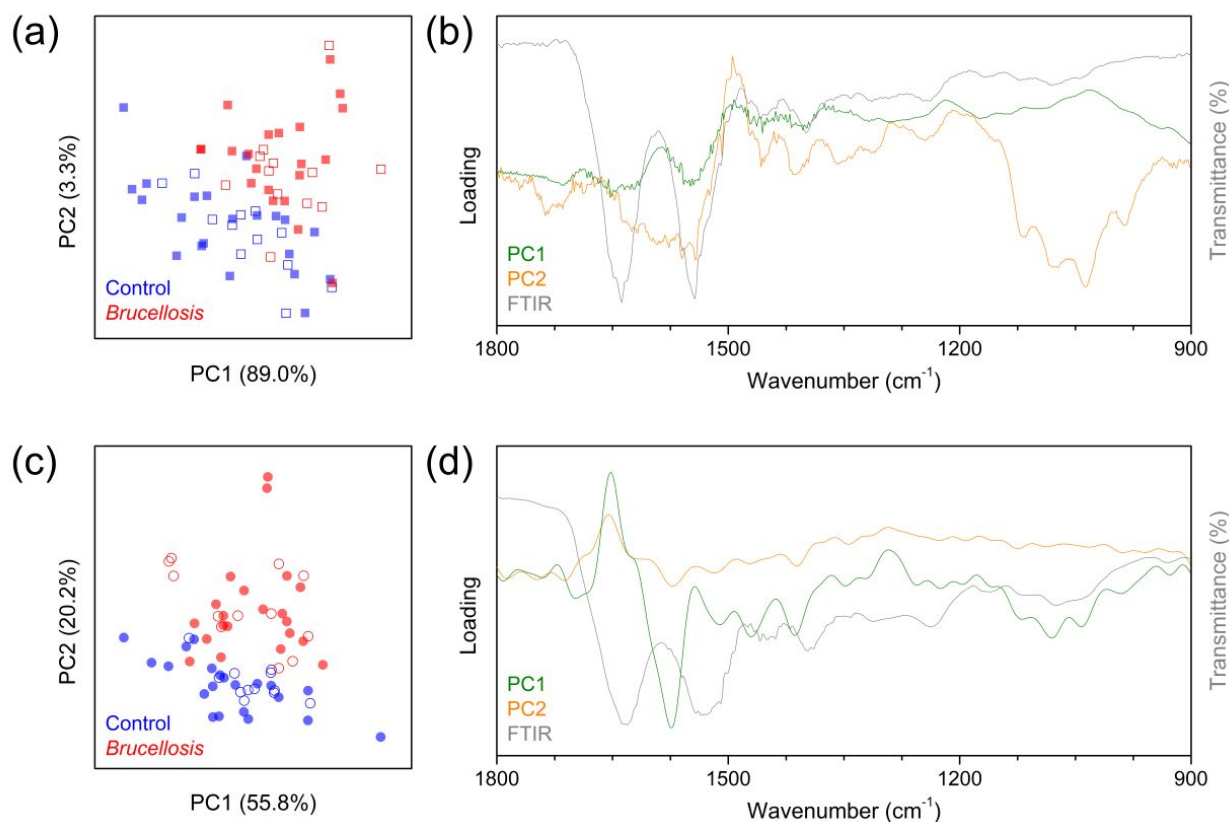 (a)
PC2 (3.3%)
Control
Brucellosis
PC1 (89.0%)
(b)
Loading
PC1
PC2
FTIR
Transmittance (%)
1800
1500
1200
900
Wavenumber (cm⁻¹)
(c)
PC2 (20.2%)
Control
Brucellosis
PC1 (55.8%)
(d)
Loading
PC1
PC2
FTIR
Transmittance (%)
1800
1500
1200
900
Wavenumber (cm⁻¹)